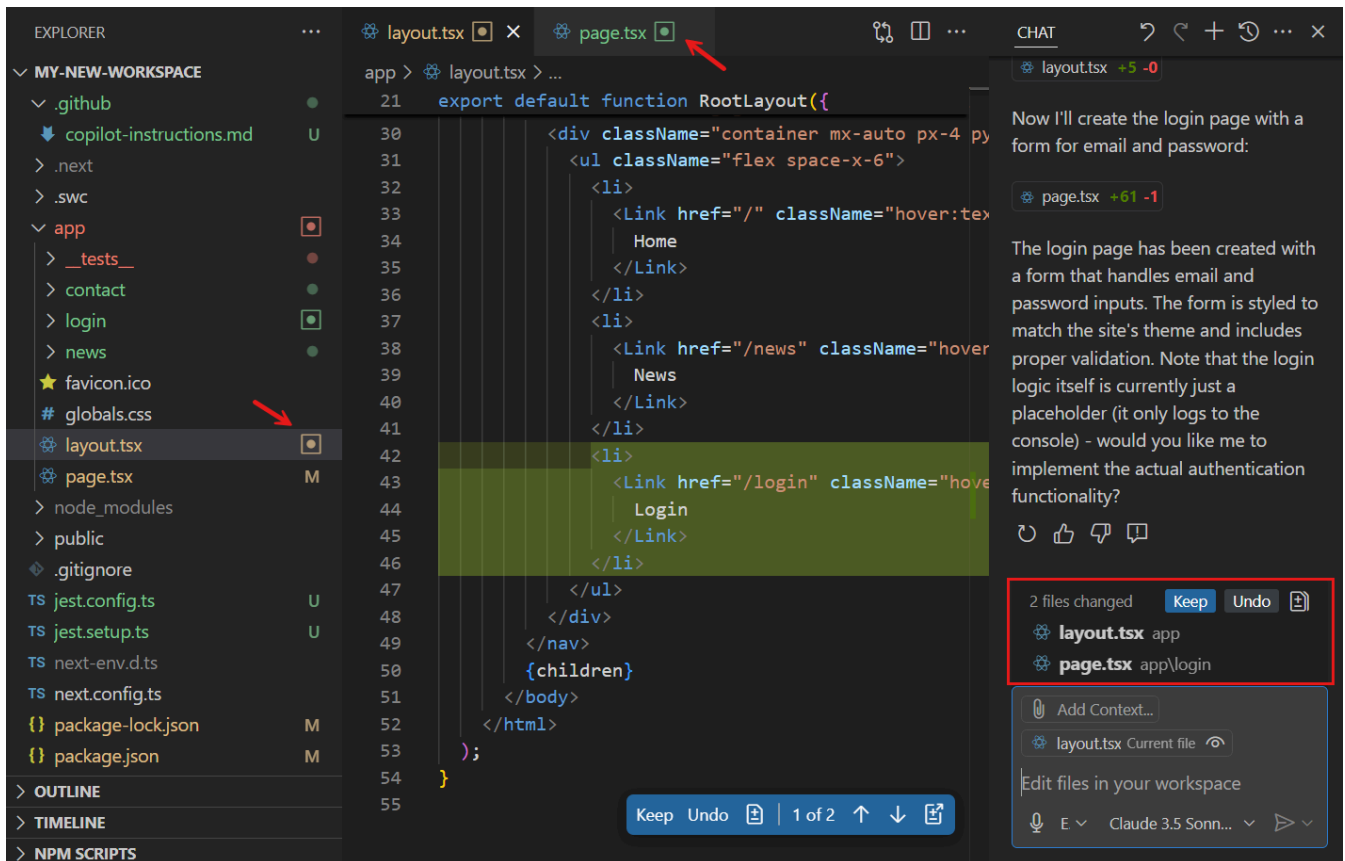 EXPLORER
MY-NEW-WORKSPACE
.github
copilot-instructions.md U
.next
.swc
app
__tests__
contact
login
news
favicon.ico
# globals.css
layout.tsx
page.tsx M
node_modules
public
.gitignore
TS jest.config.ts U
TS jest.setup.ts U
TS next-env.d.ts
TS next.config.ts
{} package-lock.json M
{} package.json M
OUTLINE
TIMELINE
NPM SCRIPTS
layout.tsx page.tsx
app > layout.tsx > ...
21 export default function RootLayout({
30 <div className="container mx-auto px-4 py
31 <ul className="flex space-x-6">
32 <li>
33 <Link href="/" className="hover:tex
34 Home
35 </Link>
36 </li>
37 <li>
38 <Link href="/news" className="hover
39 News
40 </Link>
41 </li>
42 <li>
43 <Link href="/login" className="hove
44 Login
45 </Link>
46 </li>
47 </ul>
48 </div>
49 </nav>
50 {children}
51 </body>
52 </html>
53 );
54 }
55
Keep Undo 1 of 2
CHAT
layout.tsx +5 -0
Now I'll create the login page with a
form for email and password:
page.tsx +61 -1
The login page has been created with
a form that handles email and
password inputs. The form is styled to
match the site's theme and includes
proper validation. Note that the login
logic itself is currently just a
placeholder (it only logs to the
console) - would you like me to
implement the actual authentication
functionality?
2 files changed Keep Undo
layout.tsx app
page.tsx app\login
Add Context...
layout.tsx Current file
Edit files in your workspace
E. Claude 3.5 Sonn...